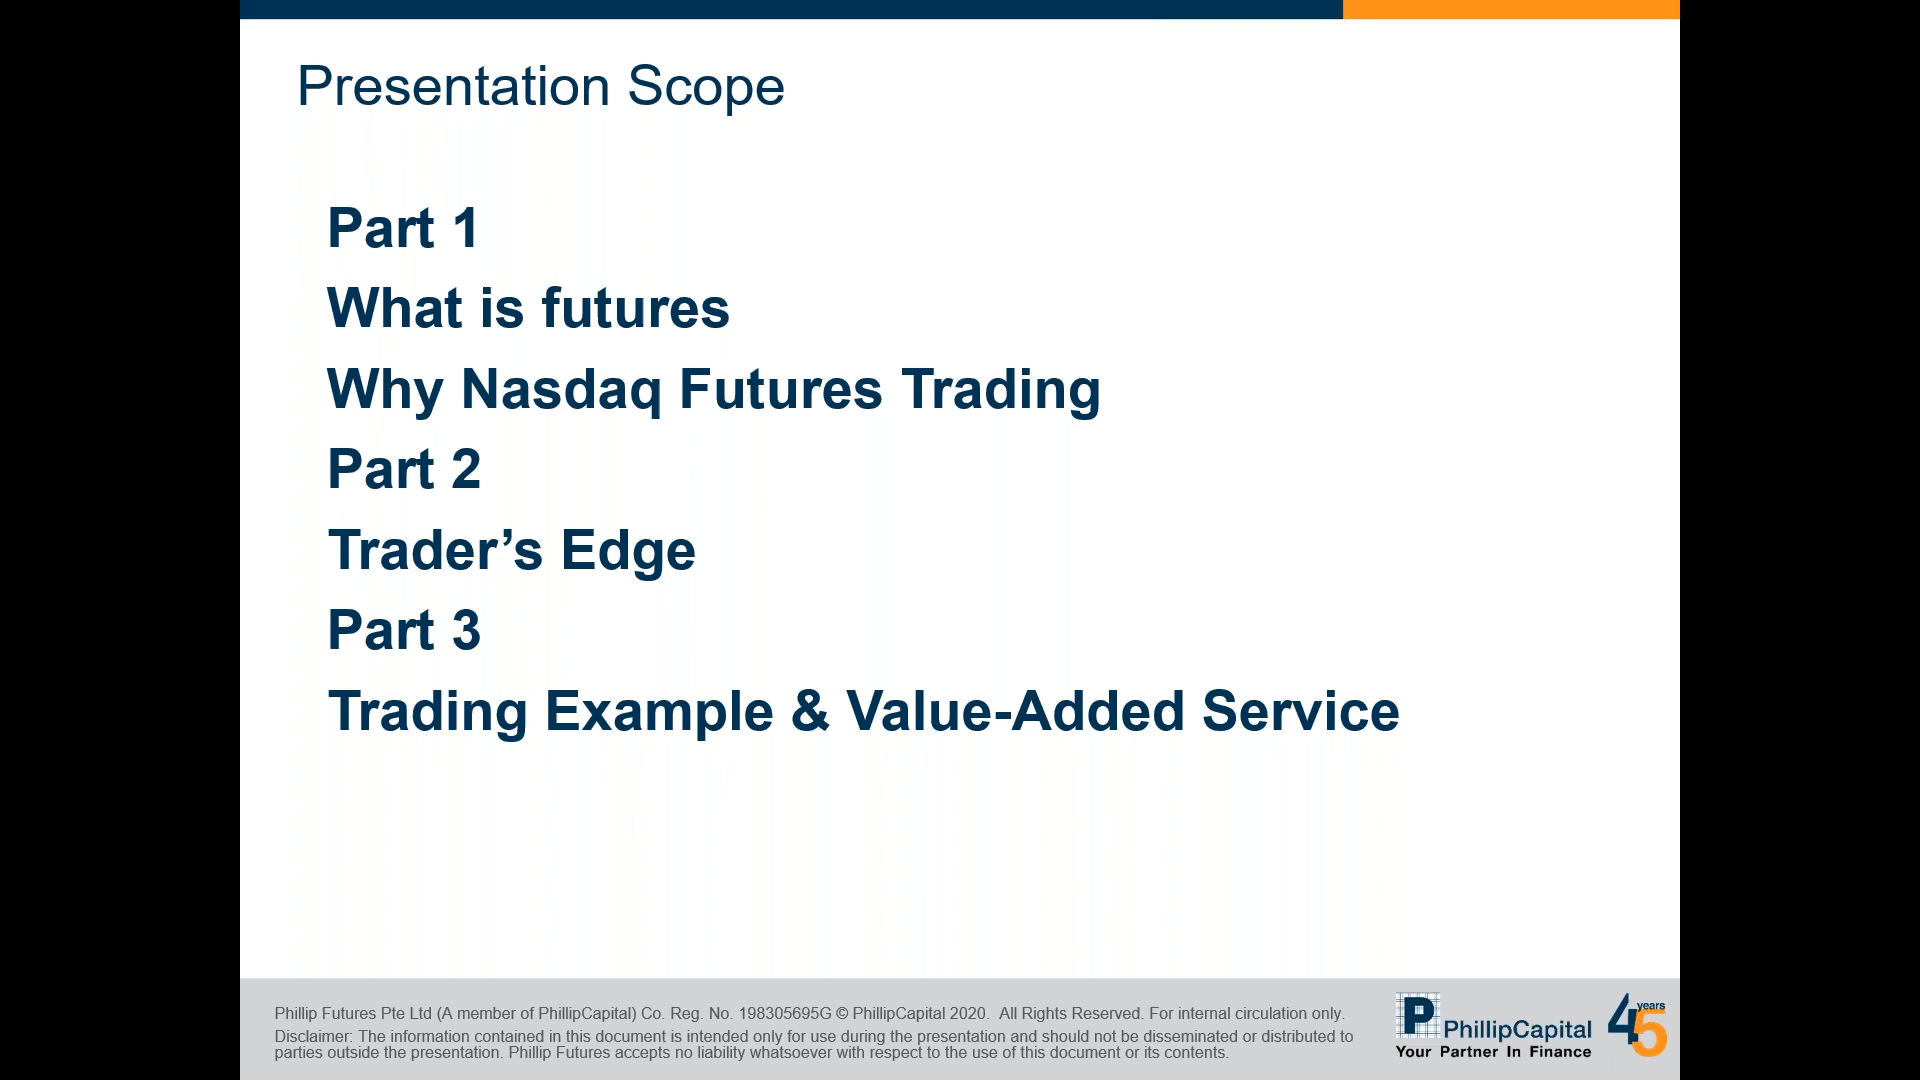 Presentation Scope
Part 1
What is futures
Why Nasdaq Futures Trading
Part 2
Trader’s Edge
Part 3
Trading Example & Value-Added Service
Phillip Futures Pte Ltd (A member of PhillipCapital) Co. Reg. No. 198305695G © PhillipCapital 2020.  All Rights Reserved. For internal circulation only.
Disclaimer: The information contained in this document is intended only for use during the presentation and should not be disseminated or distributed to
parties outside the presentation. Phillip Futures accepts no liability whatsoever with respect to the use of this document or its contents.
P PhillipCapital
Your Partner In Finance
45 years